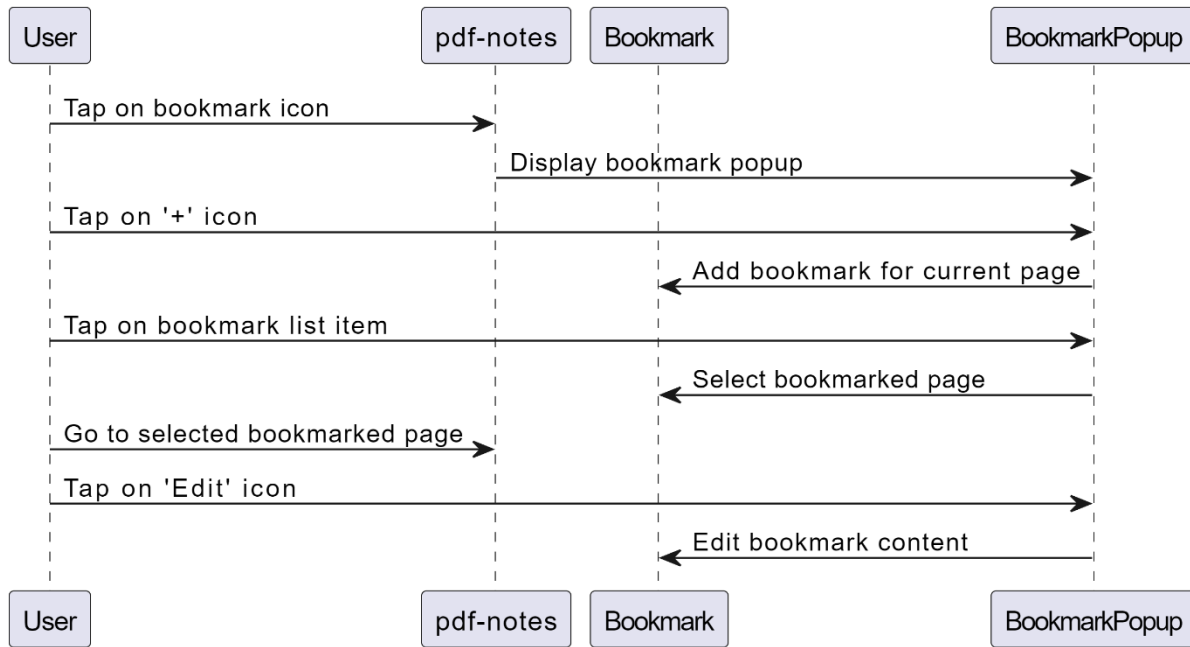 User pdf-notes Bookmark BookmarkPopup
Tap on bookmark icon
Display bookmark popup
Tap on '+' icon
Add bookmark for current page
Tap on bookmark list item
Select bookmarked page
Go to selected bookmarked page
Tap on 'Edit' icon
Edit bookmark content
User pdf-notes Bookmark BookmarkPopup